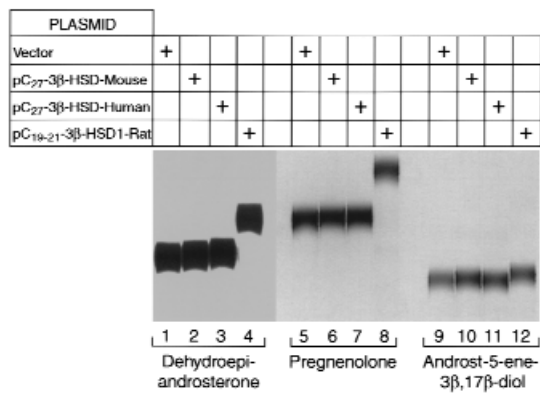 PLASMID
Vector + + +
pC27-3β-HSD-Mouse + + +
pC27-3β-HSD-Human + + +
pC19-21-3β-HSD1-Rat + + +
1 2 3 4 5 6 7 8 9 10 11 12
Dehydroepi- Pregnenolone Androst-5-ene-
androsterone 3β,17β-diol